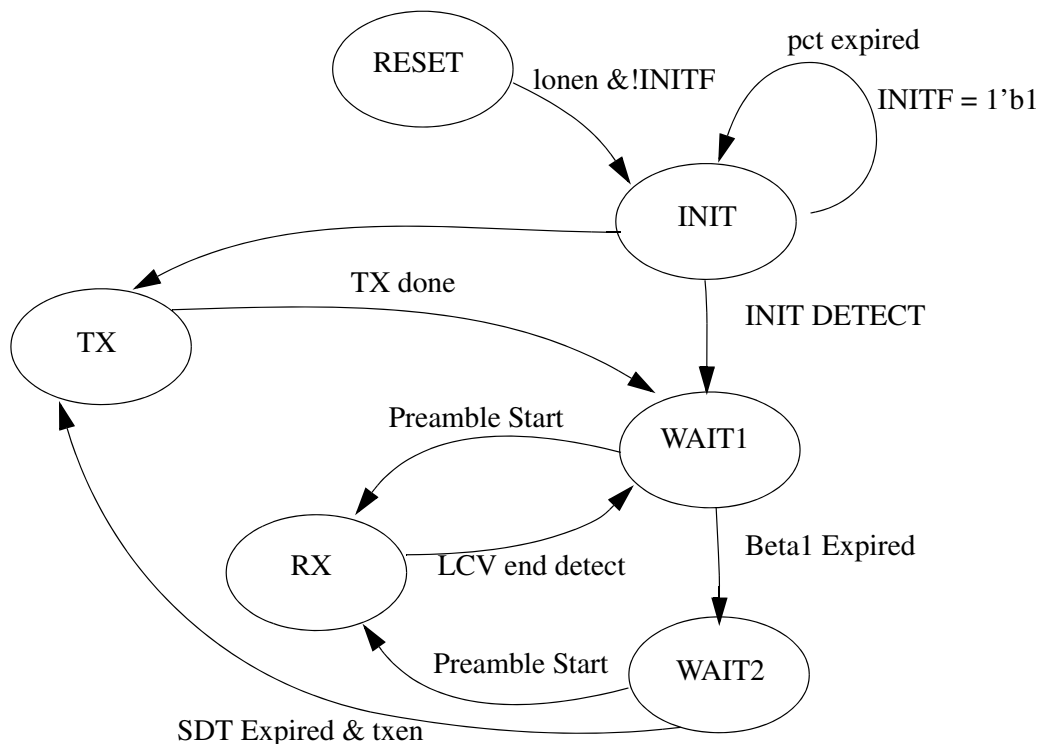 pct expired
RESET
lonen &!INITF
INITF = 1’b1
INIT
TX done
INIT DETECT
TX
Preamble Start
WAIT1
Beta1 Expired
RX
LCV end detect
Preamble Start
WAIT2
SDT Expired & txen